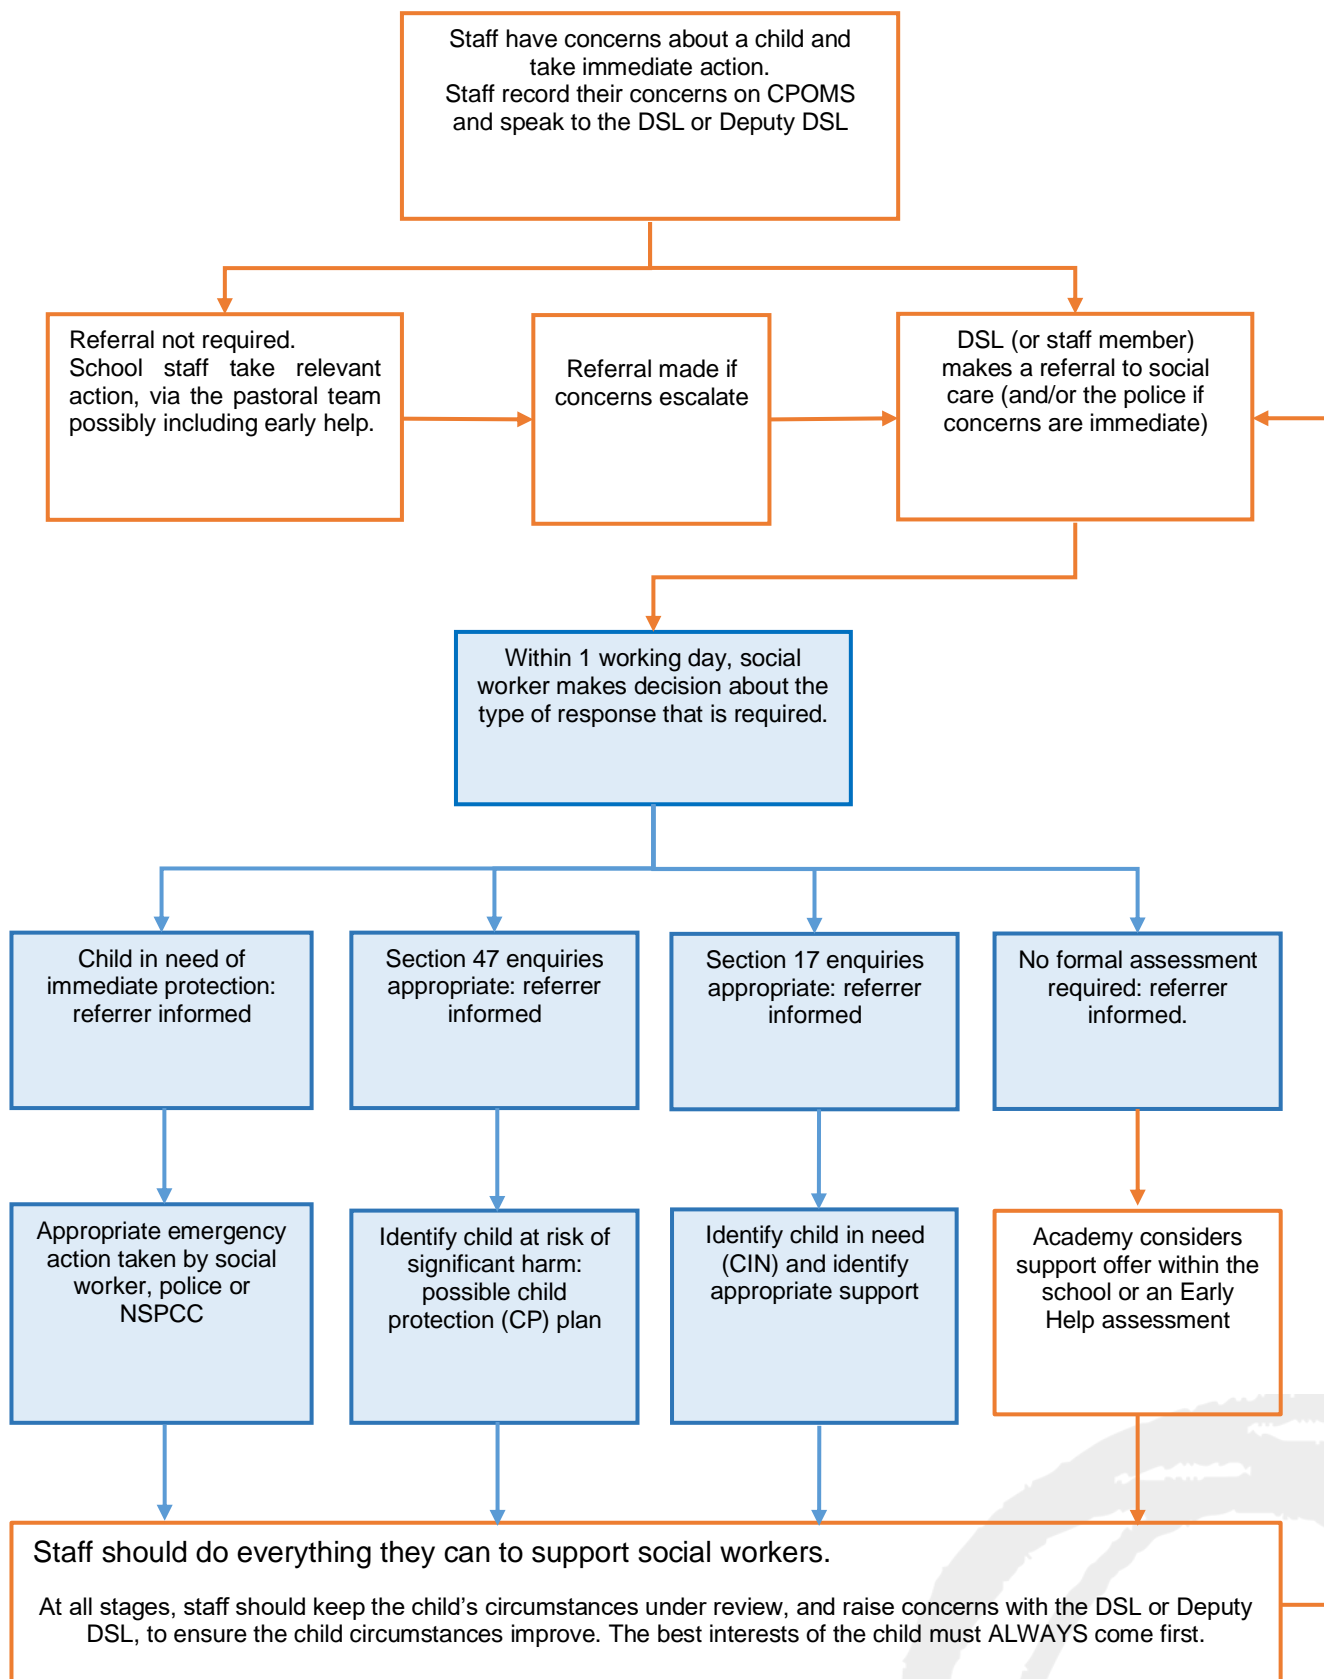 Staff have concerns about a child and
take immediate action.
Staff record their concerns on CPOMS
and speak to the DSL or Deputy DSL
Referral not required.
School staff take relevant
action, via the pastoral team
possibly including early help.
Referral made if
concerns escalate
DSL (or staff member)
makes a referral to social
care (and/or the police if
concerns are immediate)
Within 1 working day, social
worker makes decision about the
type of response that is required.
Child in need of
immediate protection:
referrer informed
Section 47 enquiries
appropriate: referrer
informed
Section 17 enquiries
appropriate: referrer
informed
No formal assessment
required: referrer
informed.
Appropriate emergency
action taken by social
worker, police or
NSPCC
Identify child at risk of
significant harm:
possible child
protection (CP) plan
Identify child in need
(CIN) and identify
appropriate support
Academy considers
support offer within the
school or an Early
Help assessment
Staff should do everything they can to support social workers.
At all stages, staff should keep the child’s circumstances under review, and raise concerns with the DSL or Deputy
DSL, to ensure the child circumstances improve. The best interests of the child must ALWAYS come first.